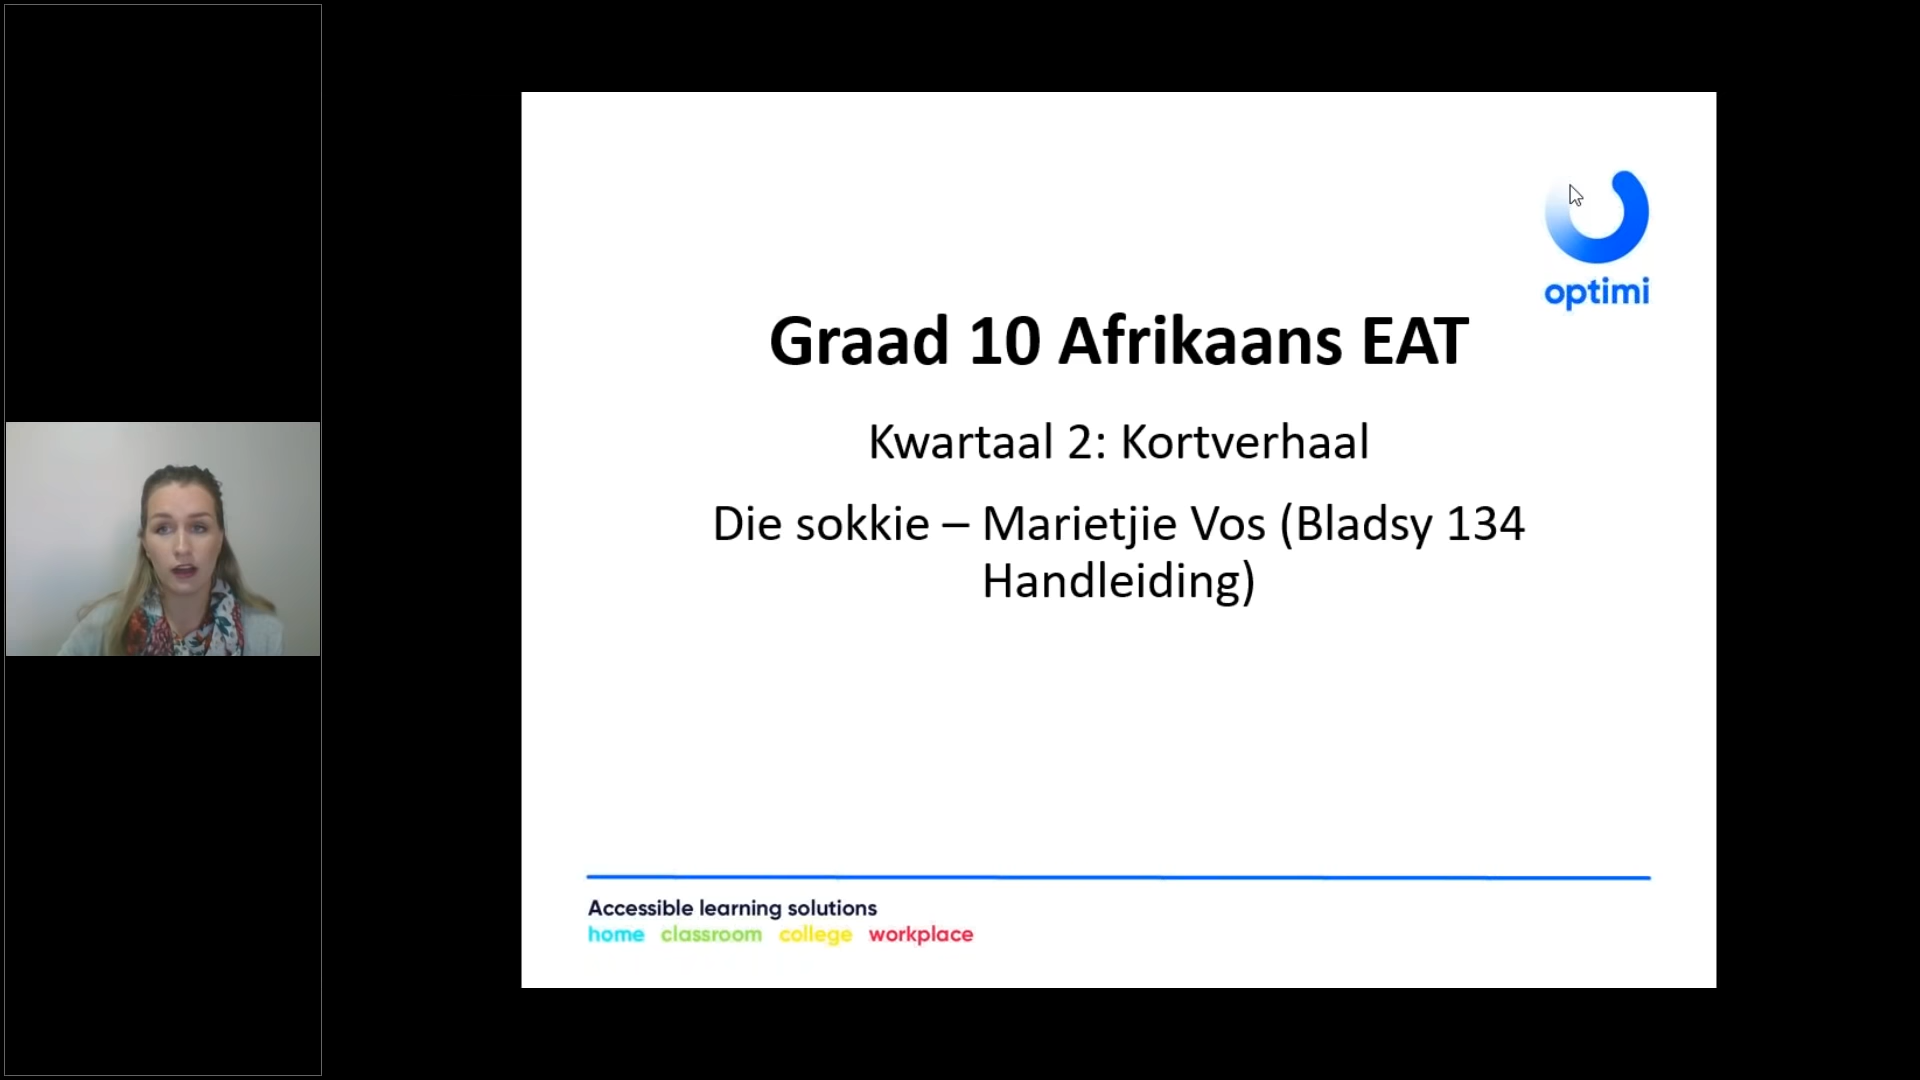 optimi
Graad 10 Afrikaans EAT
Kwartaal 2: Kortverhaal
Die sokkie – Marietjie Vos (Bladsy 134
Handleiding)
Accessible learning solutions
home classroom college workplace